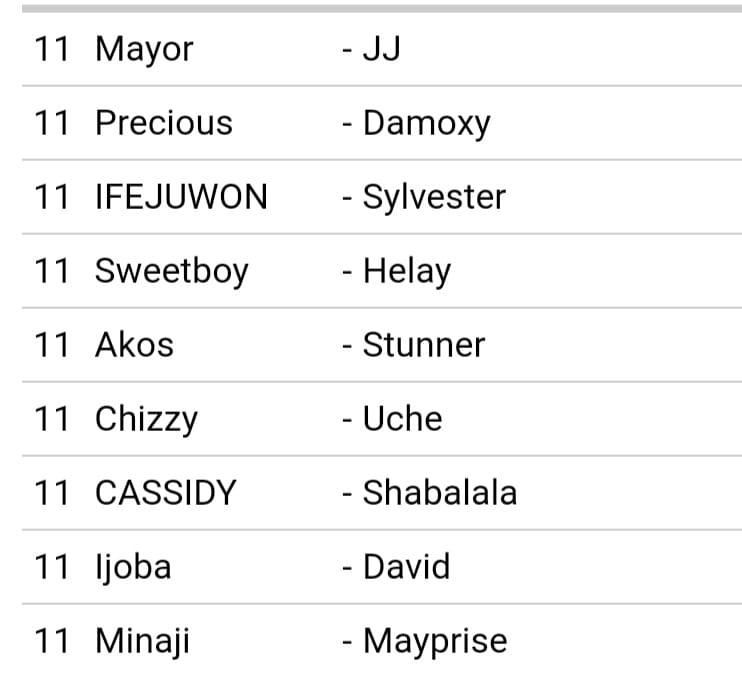 11 Mayor - JJ
11 Precious - Damoxy
11 IFEJUWON - Sylvester
11 Sweetboy - Helay
11 Akos - Stunner
11 Chizzy - Uche
11 CASSIDY - Shabalala
11 Ijoba - David
11 Minaji - Mayprise